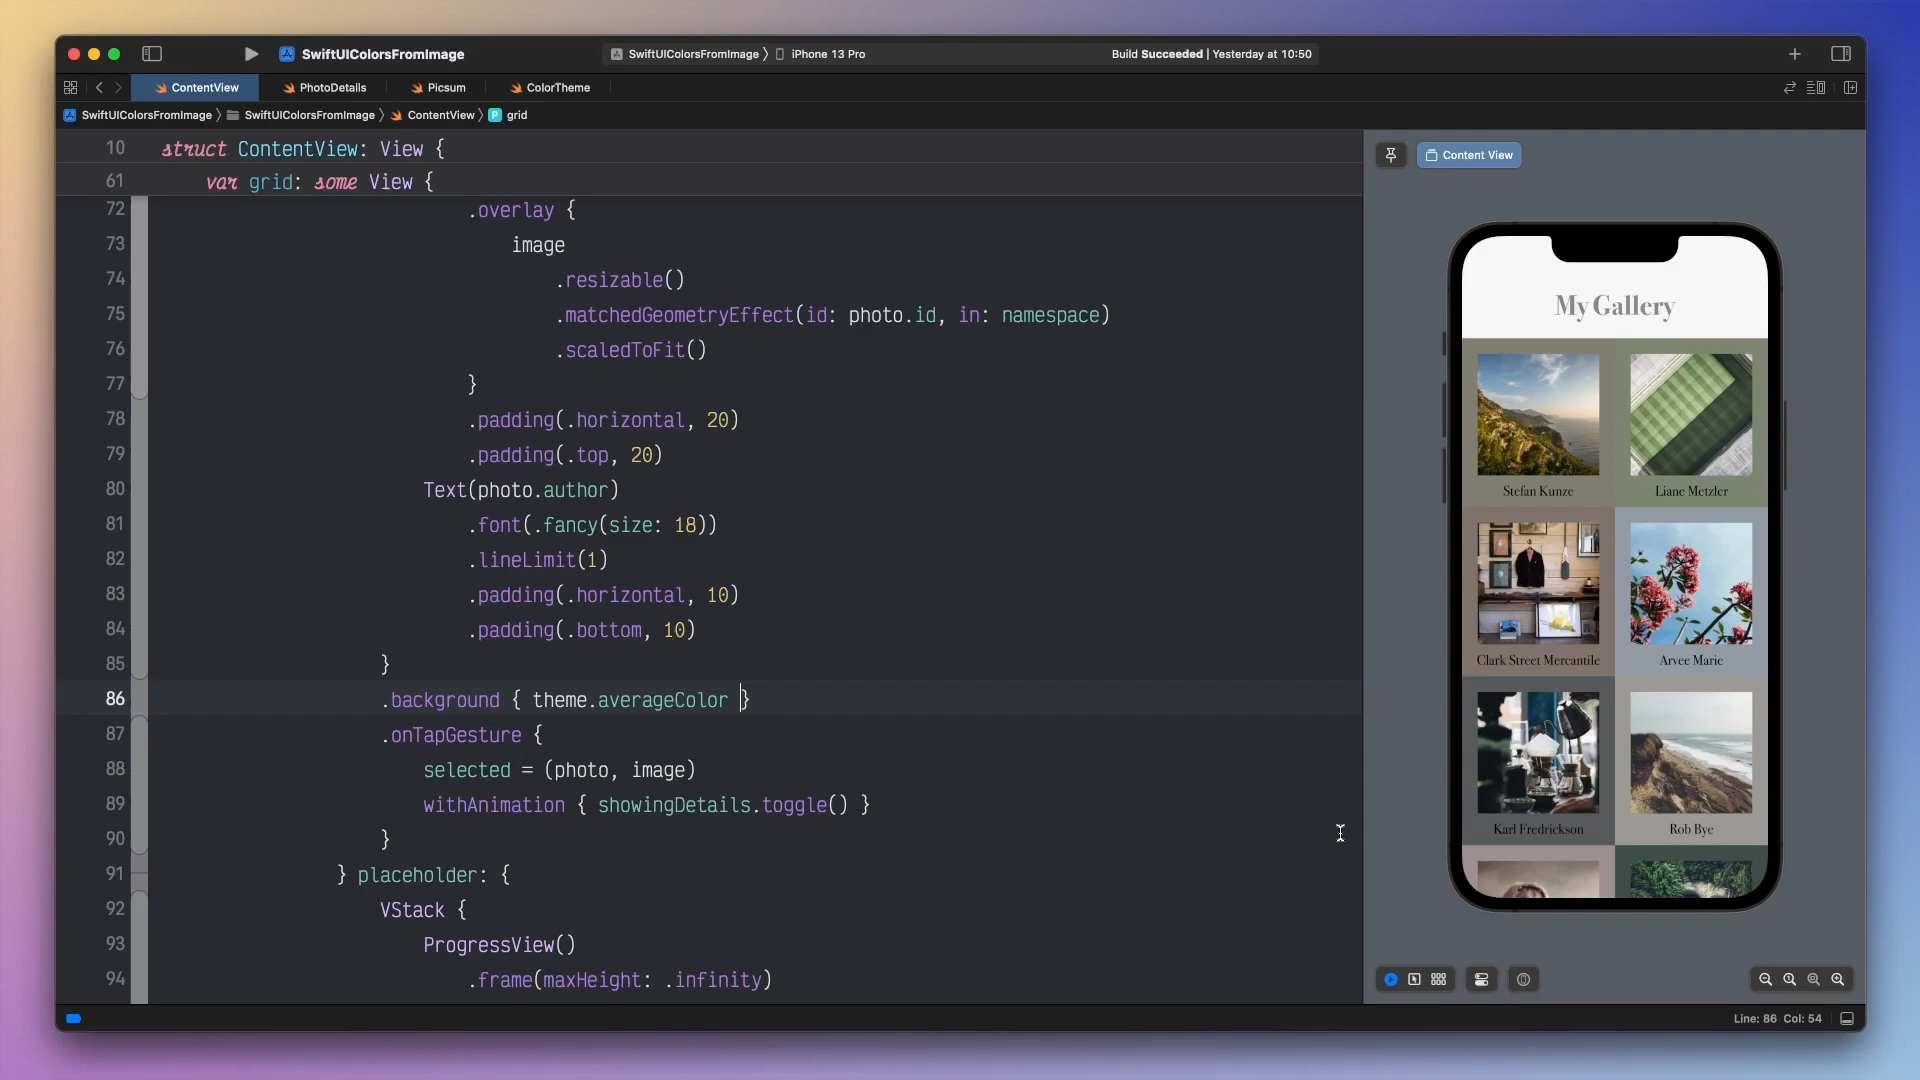 SwiftUIColorsFromImage
SwiftUIColorsFromImage
iPhone 13 Pro
Build Succeeded | Yesterday at 10:50
ContentView
PhotoDetails
Picsum
ColorTheme
SwiftUIColorsFromImage
SwiftUIColorsFromImage
ContentView
P grid
10 struct ContentView: View {
61 var grid: some View {
72 .overlay {
73 image
74 .resizable()
75 .matchedGeometryEffect(id: photo.id, in: namespace)
76 .scaledToFit()
77 }
78 .padding(.horizontal, 20)
79 .padding(.top, 20)
80 Text(photo.author)
81 .font(.fancy(size: 18))
82 .lineLimit(1)
83 .padding(.horizontal, 10)
84 .padding(.bottom, 10)
85 }
86 .background { theme.averageColor }
87 .onTapGesture {
88 selected = (photo, image)
89 withAnimation { showingDetails.toggle() }
90 }
91 } placeholder: {
92 VStack {
93 ProgressView()
94 .frame(maxHeight: .infinity)
Content View
My Gallery
Stefan Kunze
Liane Metzler
Clark Street Mercantile
Arvee Marie
Karl Fredrickson
Rob Bye
Line: 86 Col: 54